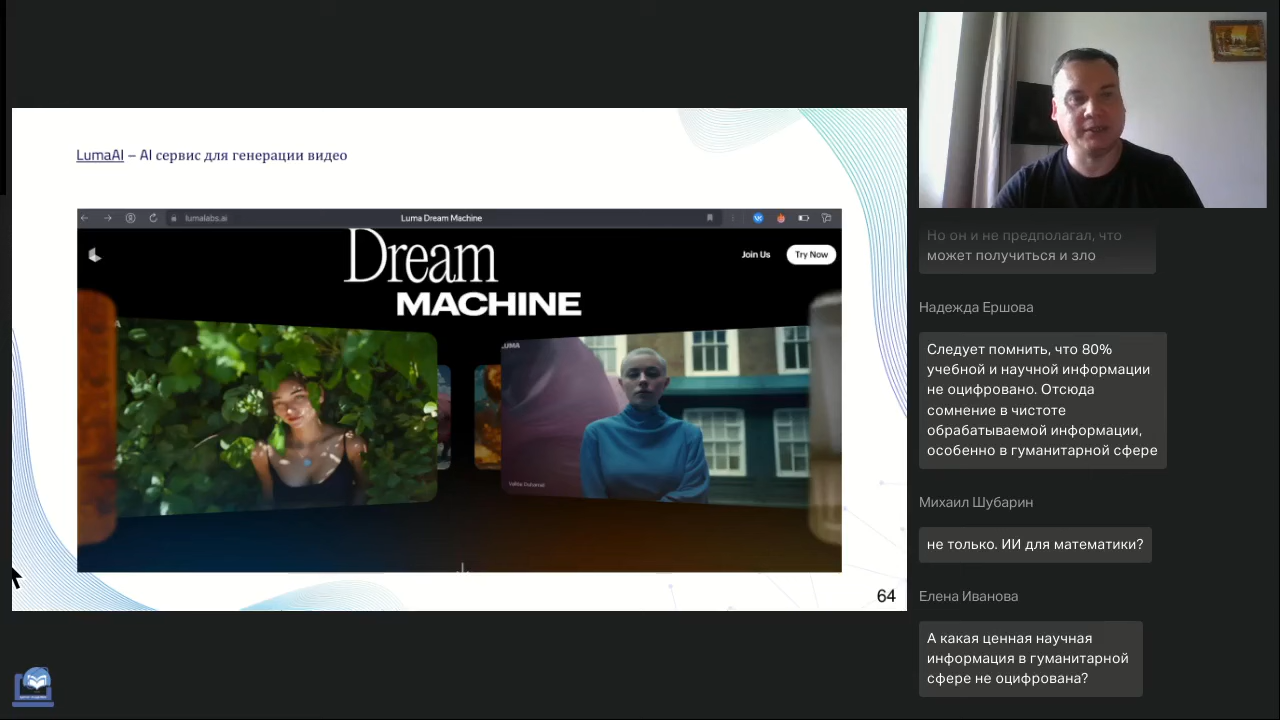 LumaAI – AI сервис для генерации видео
lumalabs.ai
Luma Dream Machine
Dream
MACHINE
Join Us
Try Now
LUMA
64
Но он и не предполагал, что
может получиться и зло
Надежда Ершова
Следует помнить, что 80%
учебной и научной информации
не оцифровано. Отсюда
сомнение в чистоте
обрабатываемой информации,
особенно в гуманитарной сфере
Михаил Шубарин
не только. ИИ для математики?
Елена Иванова
А какая ценная научная
информация в гуманитарной
сфере не оцифрована?